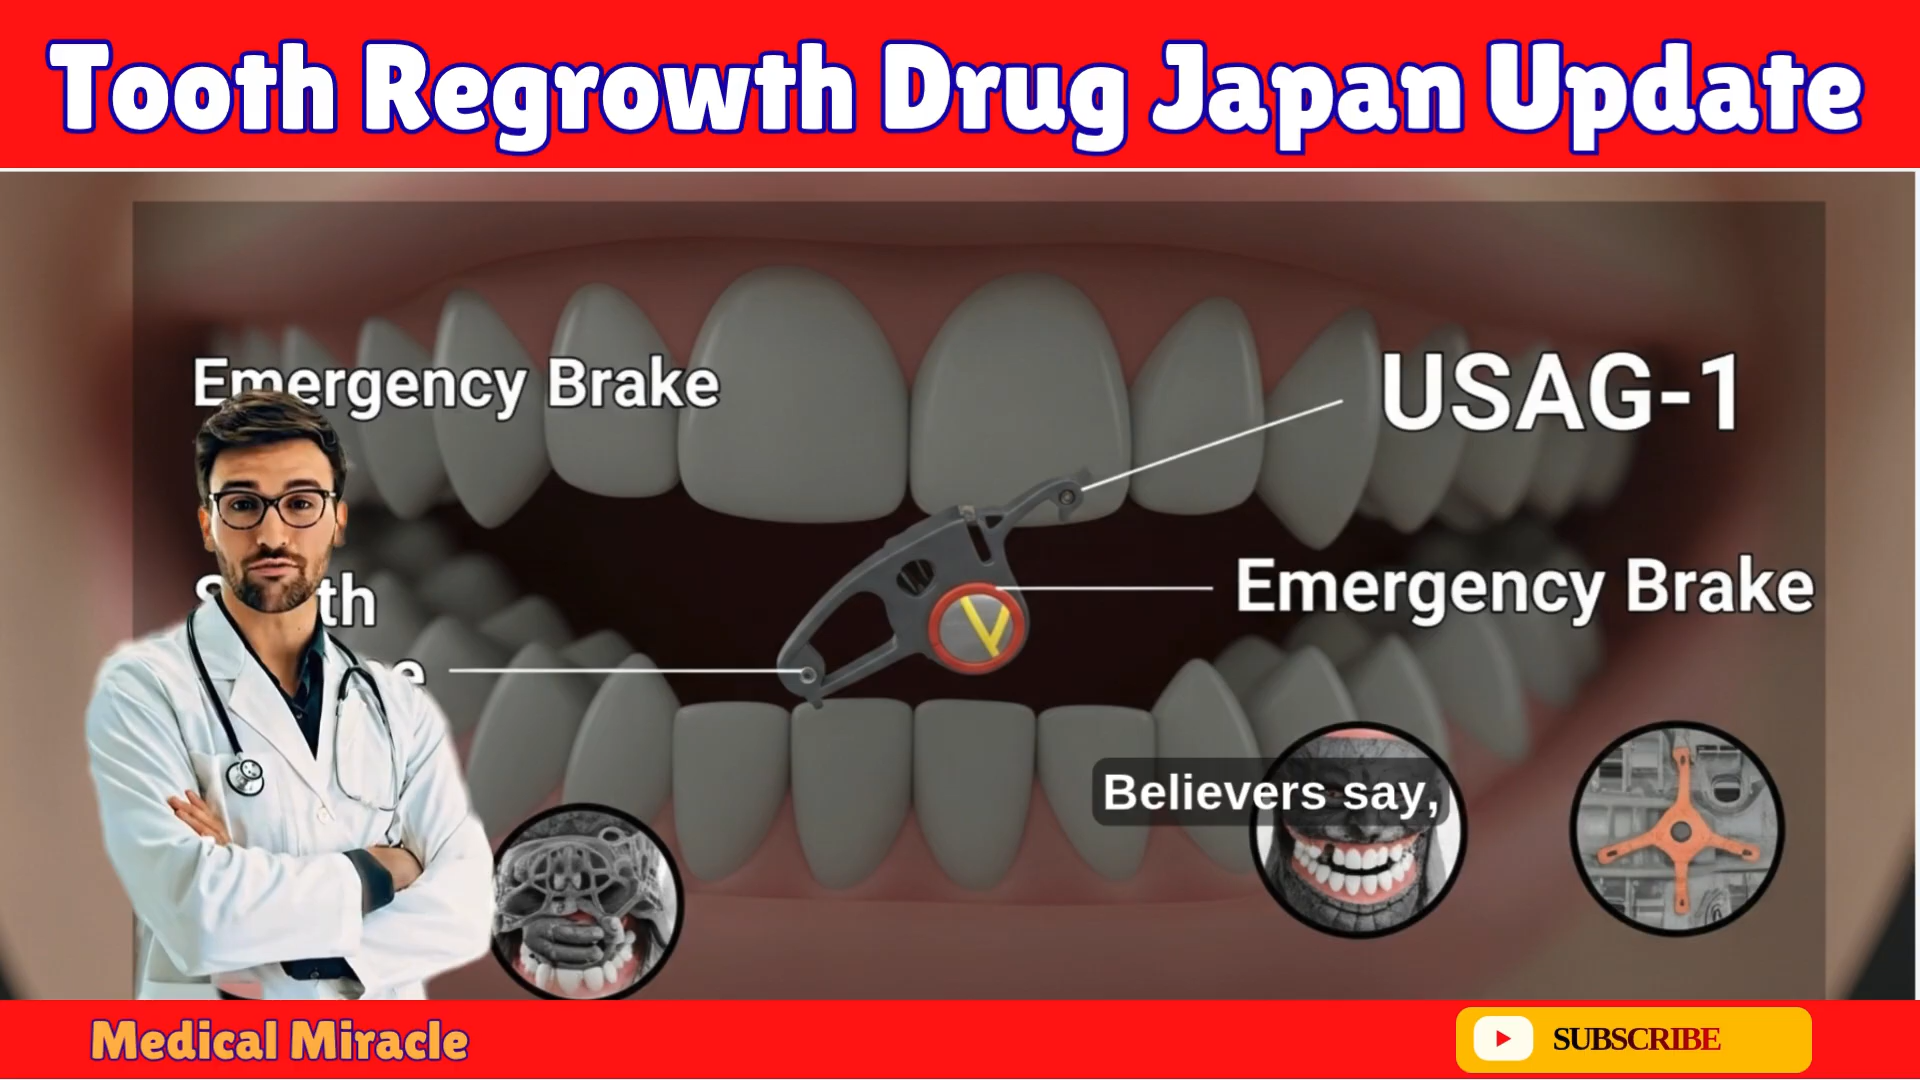 Tooth Regrowth Drug Japan Update
Emergency Brake
USAG-1
Emergency Brake
Believers say,
Medical Miracle
SUBSCRIBE